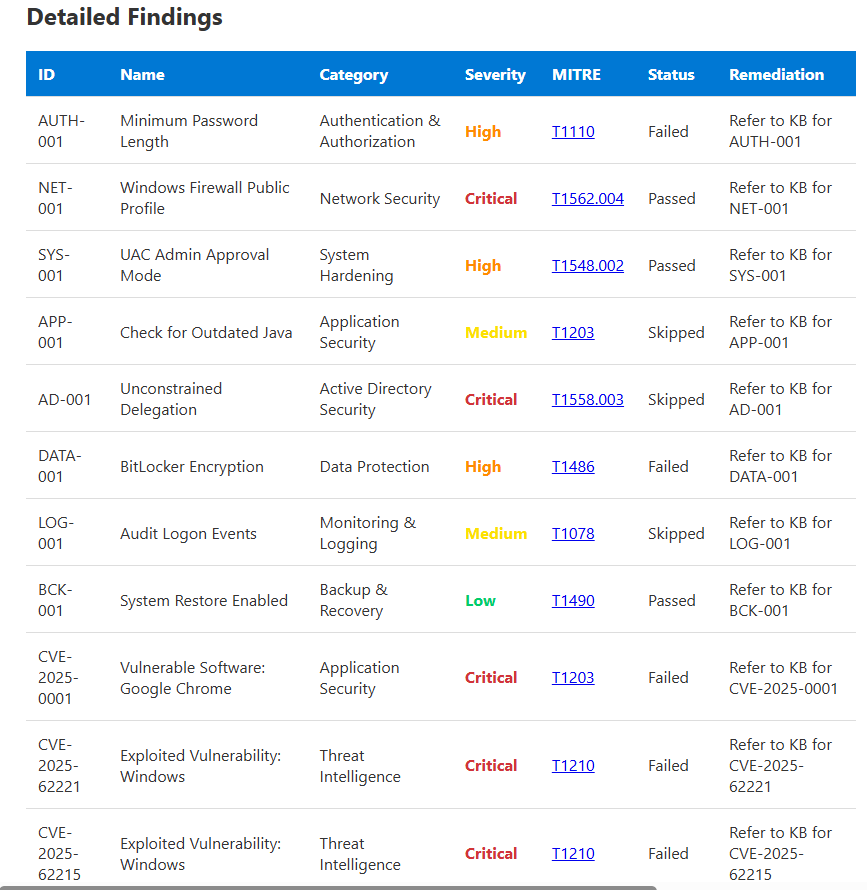 Detailed Findings
ID Name Category Severity MITRE Status Remediation
AUTH-
001
Minimum Password
Length
Authentication &
Authorization
High
T1110
Failed
Refer to KB for
AUTH-001
NET-
001
Windows Firewall Public
Profile
Network Security
Critical
T1562.004
Passed
Refer to KB for
NET-001
SYS-
001
UAC Admin Approval
Mode
System
Hardening
High
T1548.002
Passed
Refer to KB for
SYS-001
APP-
001
Check for Outdated Java
Application
Security
Medium
T1203
Skipped
Refer to KB for
APP-001
AD-001
Unconstrained
Delegation
Active Directory
Security
Critical
T1558.003
Skipped
Refer to KB for
AD-001
DATA-
001
BitLocker Encryption
Data Protection
High
T1486
Failed
Refer to KB for
DATA-001
LOG-
001
Audit Logon Events
Monitoring &
Logging
Medium
T1078
Skipped
Refer to KB for
LOG-001
BCK-
001
System Restore Enabled
Backup &
Recovery
Low
T1490
Passed
Refer to KB for
BCK-001
CVE-
2025-
0001
Vulnerable Software:
Google Chrome
Application
Security
Critical
T1203
Failed
Refer to KB for
CVE-2025-0001
CVE-
2025-
62221
Exploited Vulnerability:
Windows
Threat
Intelligence
Critical
T1210
Failed
Refer to KB for
CVE-2025-
62221
CVE-
2025-
62215
Exploited Vulnerability:
Windows
Threat
Intelligence
Critical
T1210
Failed
Refer to KB for
CVE-2025-
62215